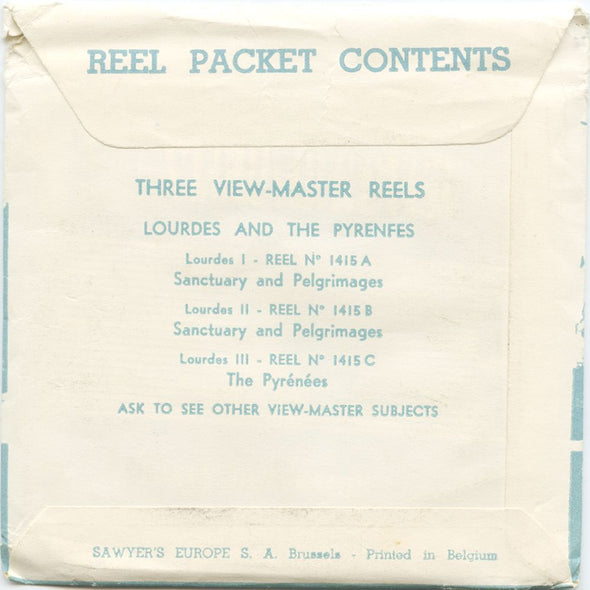 REEL PACKET CONTENTS
THREE VIEW-MASTER REELS
LOURDES AND THE PYRENFES
Lourdes I - REEL N° 1415 A
Sanctuary and Pelgrimages
Lourdes II - REEL N° 1415 B
Sanctuary and Pelgrimages
Lourdes III - REEL N° 1415 C
The Pyrénées
ASK TO SEE OTHER VIEW-MASTER SUBJECTS
SAWYER'S EUROPE S. A. Brussels - Printed in Belgium